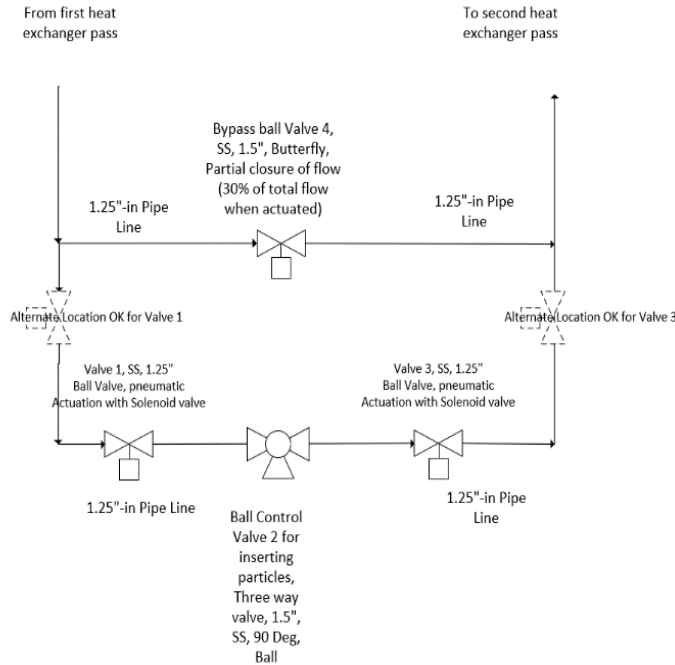 From first heat
exchanger pass
To second heat
exchanger pass
Bypass ball Valve 4,
SS, 1.5", Butterfly,
Partial closure of flow
(30% of total flow
when actuated)
1.25"-in Pipe
Line
1.25"-in Pipe
Line
Alternate Location OK for Valve 1
Alternate Location OK for Valve 3
Valve 1, SS, 1.25"
Ball Valve, pneumatic
Actuation with Solenoid valve
Valve 3, SS, 1.25"
Ball Valve, pneumatic
Actuation with Solenoid valve
1.25"-in Pipe Line
1.25"-in Pipe
Line
Ball Control
Valve 2 for
inserting
particles,
Three way
valve, 1.5",
SS, 90 Deg,
Ball